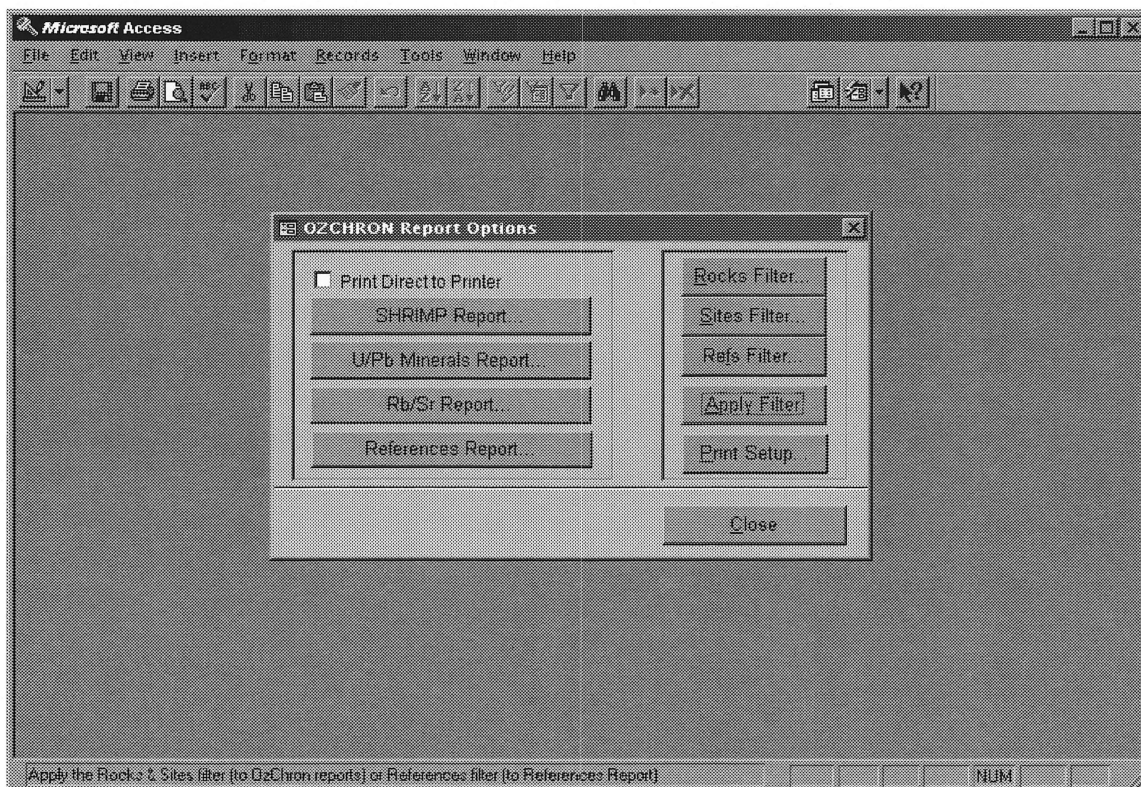 Microsoft Access
File Edit View Insert Format Records Tools Window Help
ABC
OZCHRON Report Options
Print Direct to Printer
SHRIMP Report...
U/Pb Minerals Report...
Rb/Sr Report...
References Report...
Rocks Filter...
Sites Filter...
Refs Filter...
Apply Filter
Print Setup...
Close
Apply the Rocks & Sites filter (to OzChron reports) or References filter (to References Report)
NUM